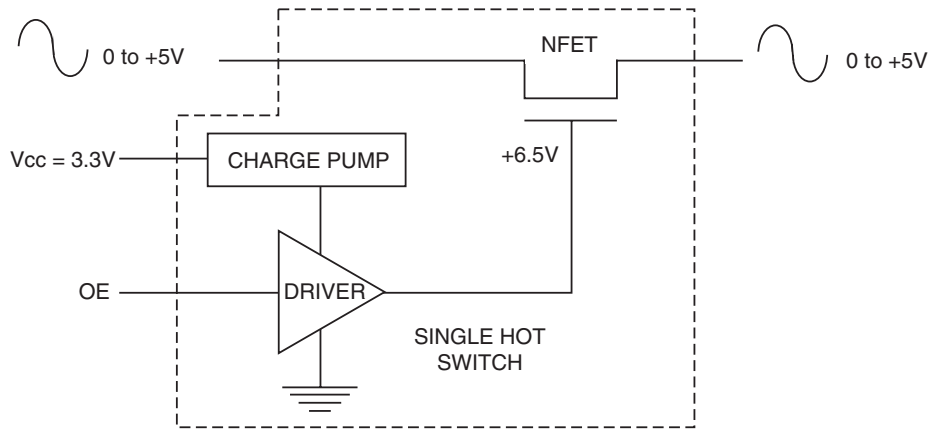 NFET
0 to +5V
0 to +5V
Vcc = 3.3V
CHARGE PUMP
+6.5V
OE
DRIVER
SINGLE HOT
SWITCH